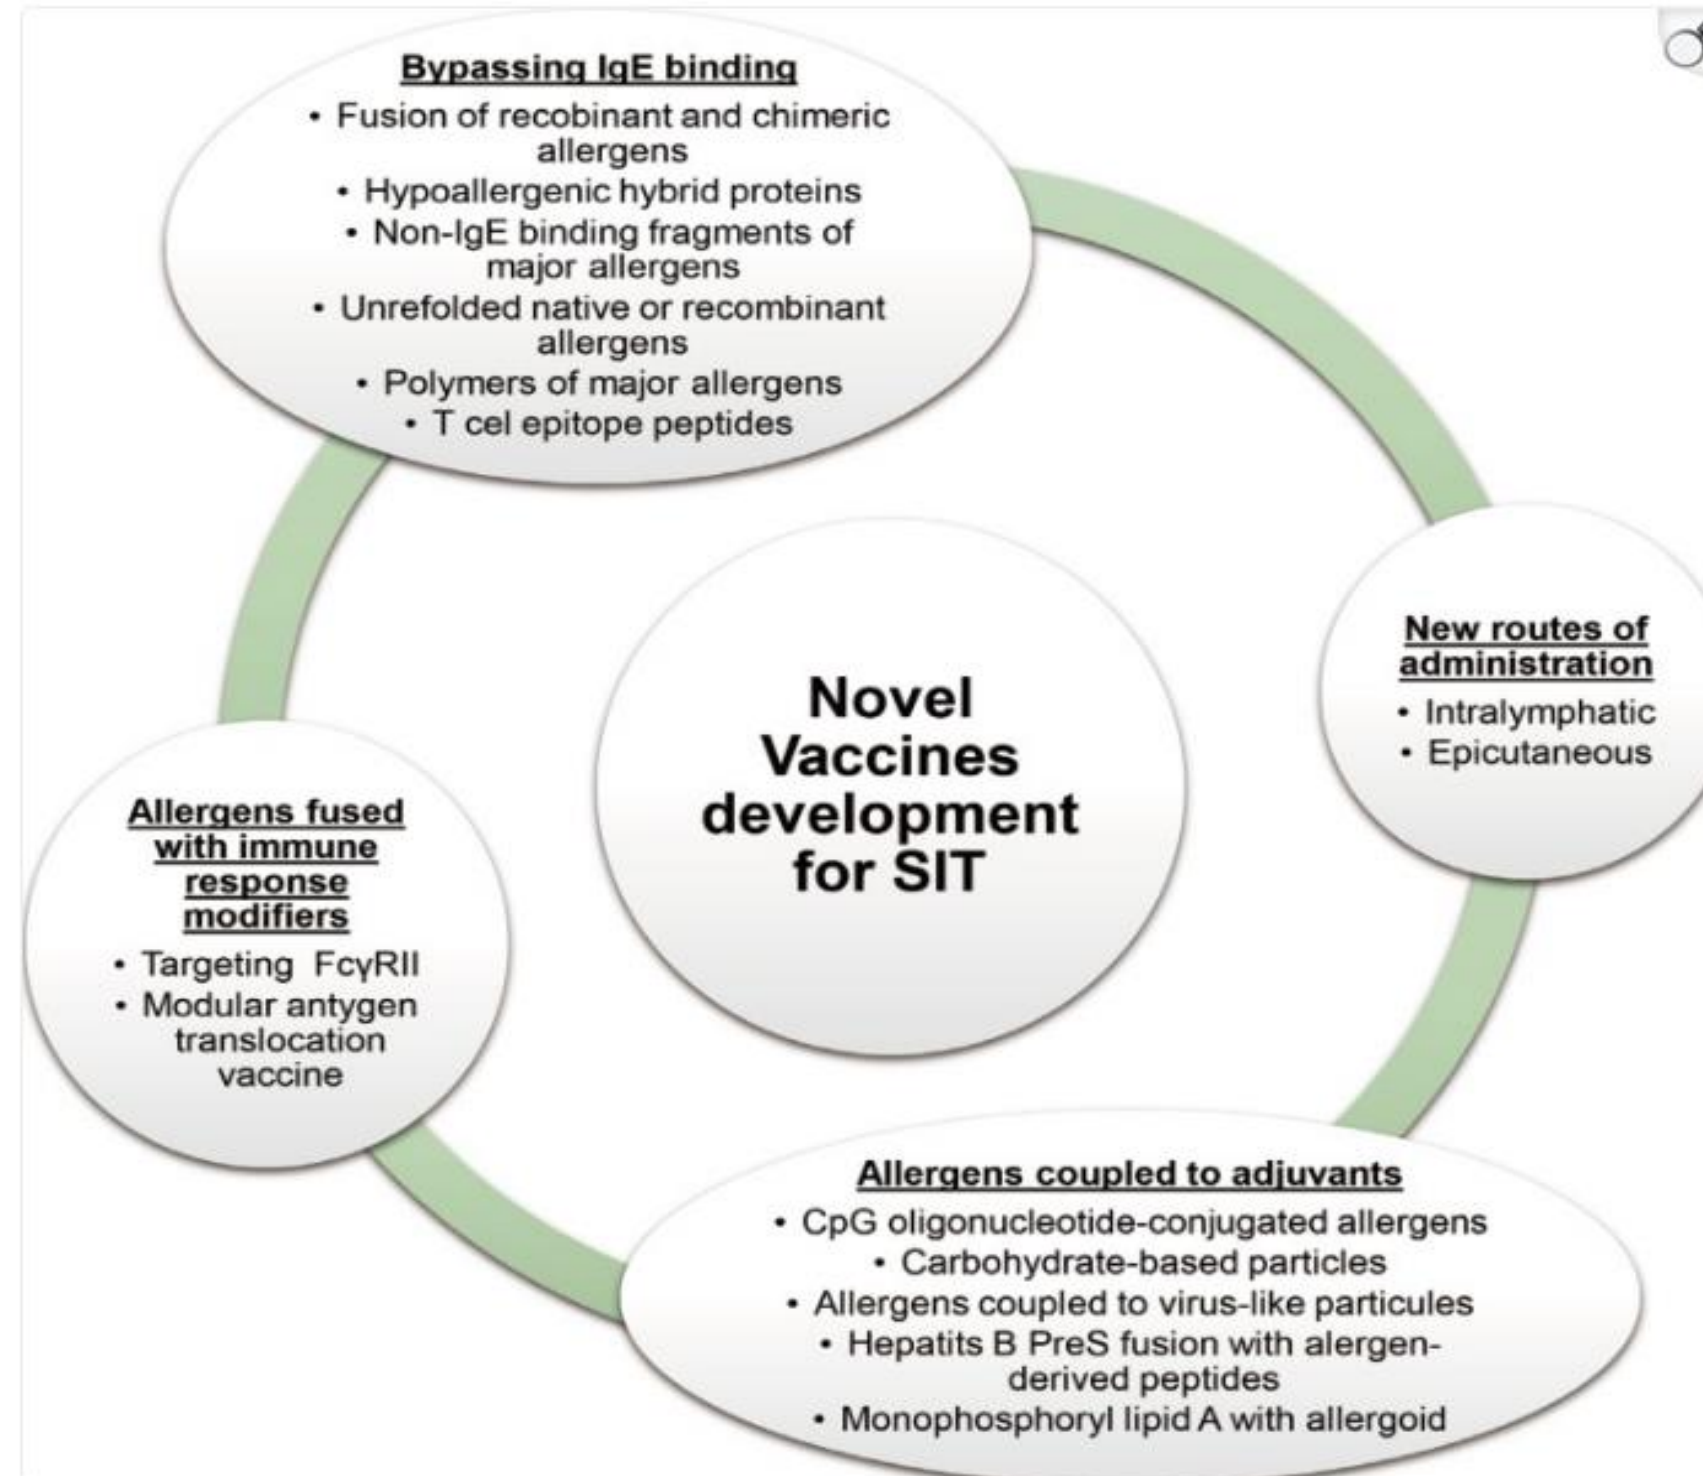 Bypassing IgE binding
• Fusion of recobinant and chimeric
allergens
• Hypoallergenic hybrid proteins
• Non-IgE binding fragments of
major allergens
• Unrefolded native or recombinant
allergens
• Polymers of major allergens
• T cel epitope peptides
New routes of
administration
• Intralymphatic
• Epicutaneous
Novel
Vaccines
development
for SIT
Allergens fused
with immune
response
modifiers
• Targeting FcγRII
• Modular antygen
translocation
vaccine
Allergens coupled to adjuvants
• CpG oligonucleotide-conjugated allergens
• Carbohydrate-based particles
• Allergens coupled to virus-like particules
• Hepatits B PreS fusion with alergen-
derived peptides
• Monophosphoryl lipid A with allergoid